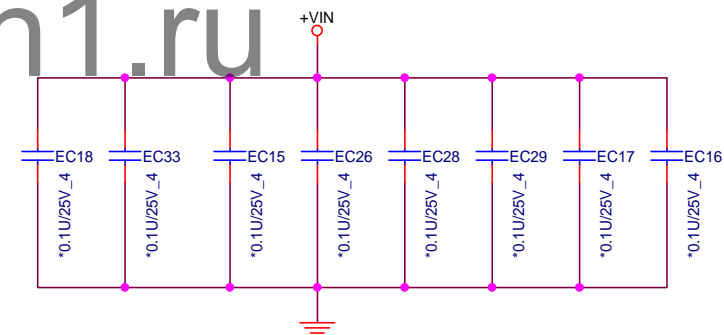 n1.ru
+VIN
EC18 EC33 EC15 EC26 EC28 EC29 EC17 EC16
*0.1U/25V_4 *0.1U/25V_4 *0.1U/25V_4 *0.1U/25V_4 *0.1U/25V_4 *0.1U/25V_4 *0.1U/25V_4 *0.1U/25V_4